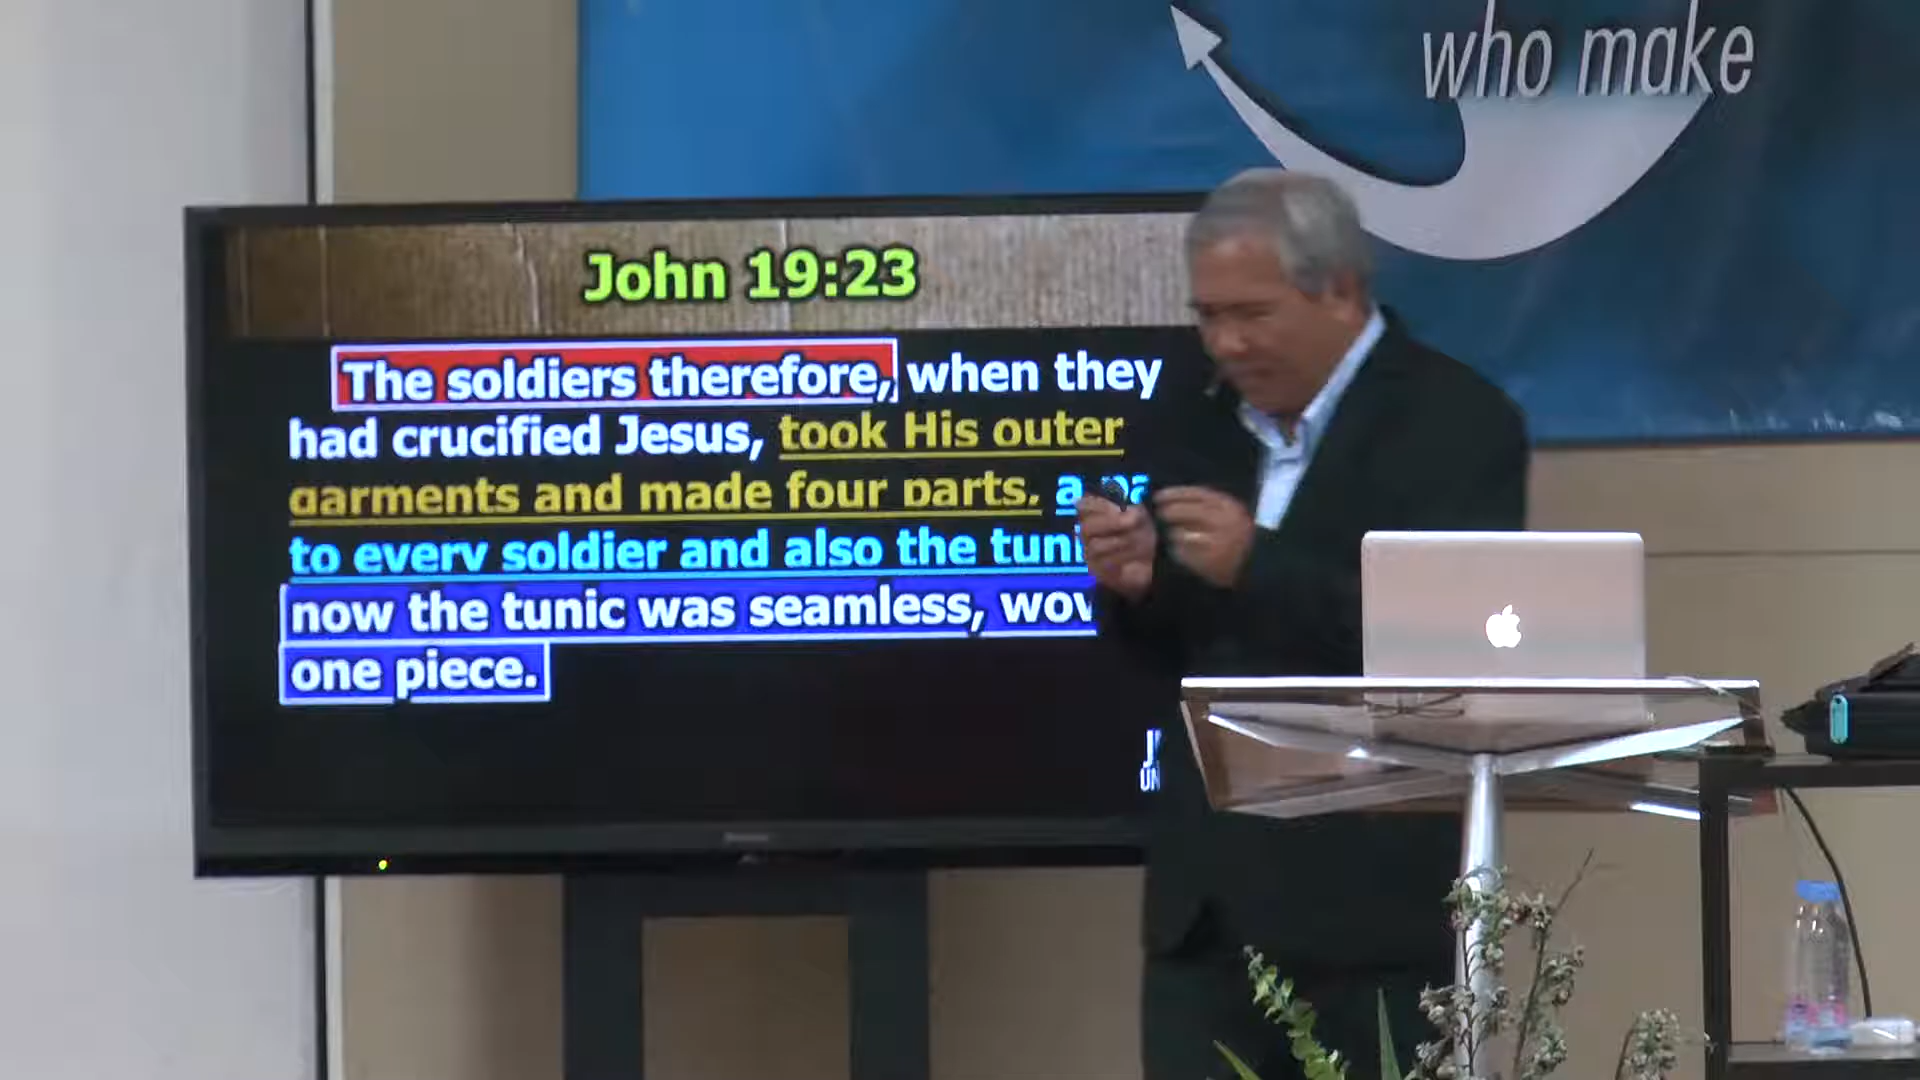 who make
John 19:23
The soldiers therefore, when they
had crucified Jesus, took His outer
garments and made four parts, a
to every soldier and also the
now the tunic was seamless,
one piece.